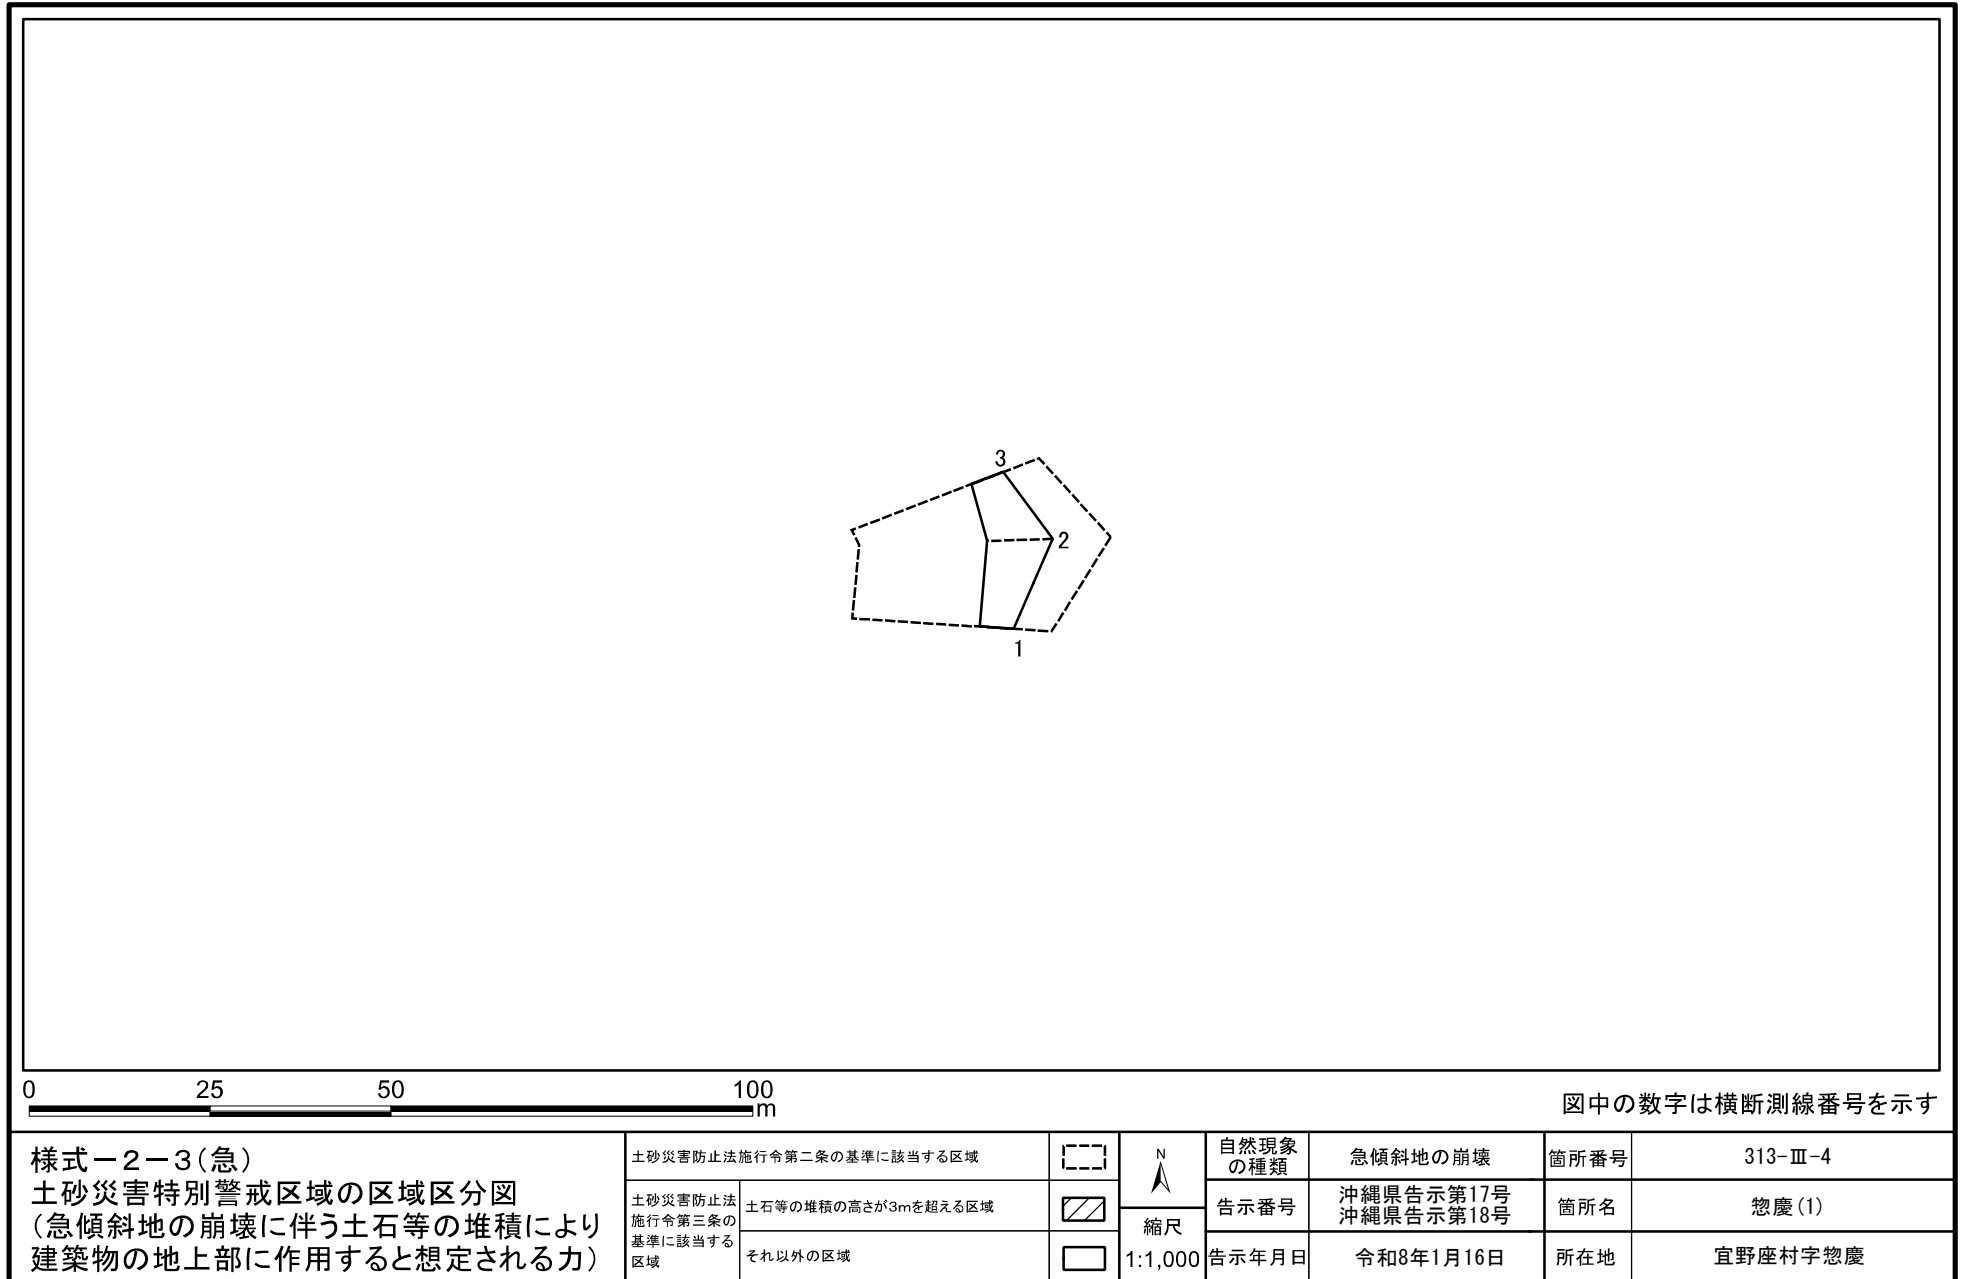 3
2
1
0 25 50 100
m
図中の数字は横断測線番号を示す
様式－2－3(急)
土砂災害特別警戒区域の区域区分図
(急傾斜地の崩壊に伴う土石等の堆積により
建築物の地上部に作用すると想定される力)
土砂災害防止法施行令第二条の基準に該当する区域
土砂災害防止法
施行令第三条の
基準に該当する
区域
土石等の堆積の高さが3mを超える区域
それ以外の区域
N
縮尺
1:1,000
自然現象
の種類
急傾斜地の崩壊
箇所番号
313-Ⅲ-4
告示番号
沖縄県告示第17号
沖縄県告示第18号
箇所名
惣慶(1)
告示年月日
令和8年1月16日
所在地
宜野座村字惣慶